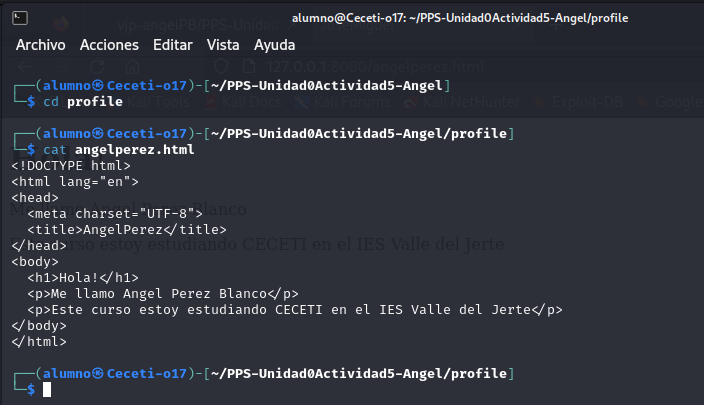 alumno@Ceceti-o17: ~/PPS-Unidad0Actividad5-Angel/profile
Archivo Acciones Editar Vista Ayuda
┌──(alumno㉿Ceceti-o17)-[~/PPS-Unidad0Actividad5-Angel]
└─$ cd profile
┌──(alumno㉿Ceceti-o17)-[~/PPS-Unidad0Actividad5-Angel/profile]
└─$ cat angelperez.html
<!DOCTYPE html>
<html lang="en">
<head>
  <meta charset="UTF-8">
  <title>AngelPerez</title>
</head>
<body>
  <h1>Hola!</h1>
  <p>Me llamo Angel Perez Blanco</p>
  <p>Este curso estoy estudiando CECETI en el IES Valle del Jerte</p>
</body>
</html>
┌──(alumno㉿Ceceti-o17)-[~/PPS-Unidad0Actividad5-Angel/profile]
└─$